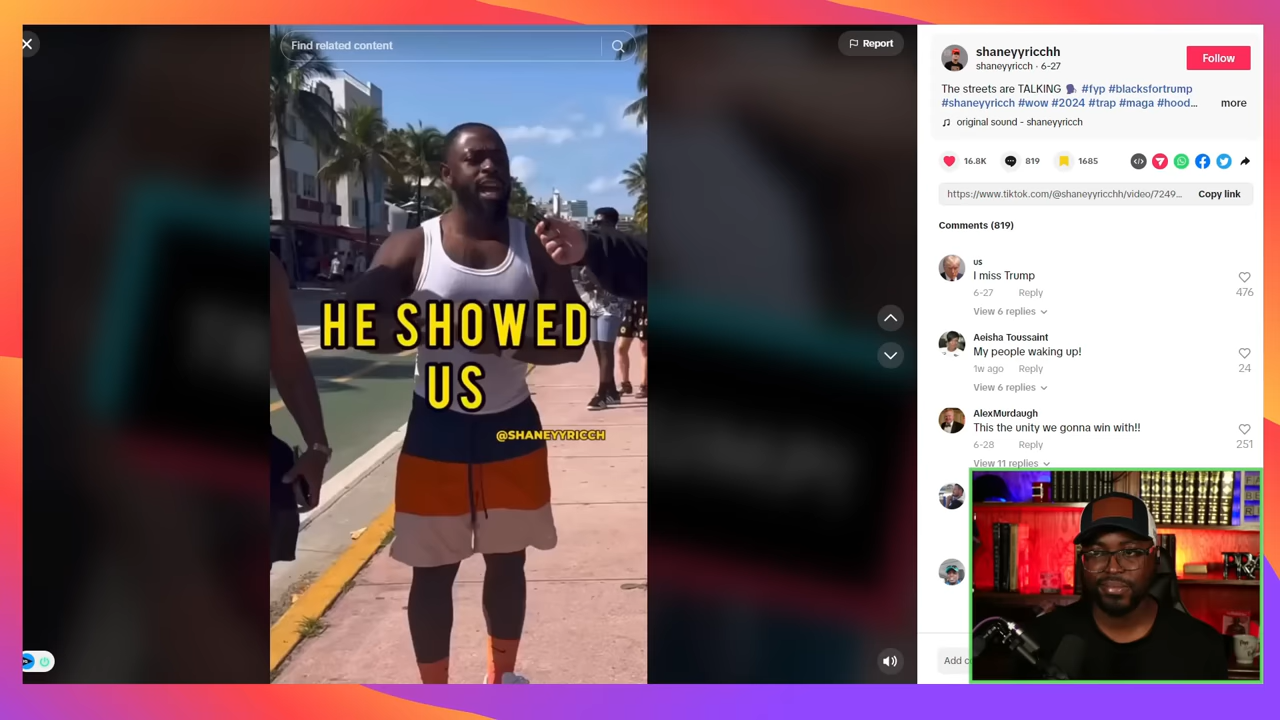 Find related content
Report
HE SHOWED
US
@SHANEYYRICCH
shaneyyricchh
shaneyyricch · 6-27
Follow
The streets are TALKING 🗣 #fyp #blacksfortrump
#shaneyyricch #wow #2024 #trap #maga #hood...
more
original sound - shaneyyricch
16.8K
819
1685
https://www.tiktok.com/@shaneyyricchh/video/7249...
Copy link
Comments (819)
us
I miss Trump
6-27 Reply
476
View 6 replies
Aeisha Toussaint
My people waking up!
1w ago Reply
24
View 6 replies
AlexMurdaugh
This the unity we gonna win with!!
6-28 Reply
251
View 11 replies
Add